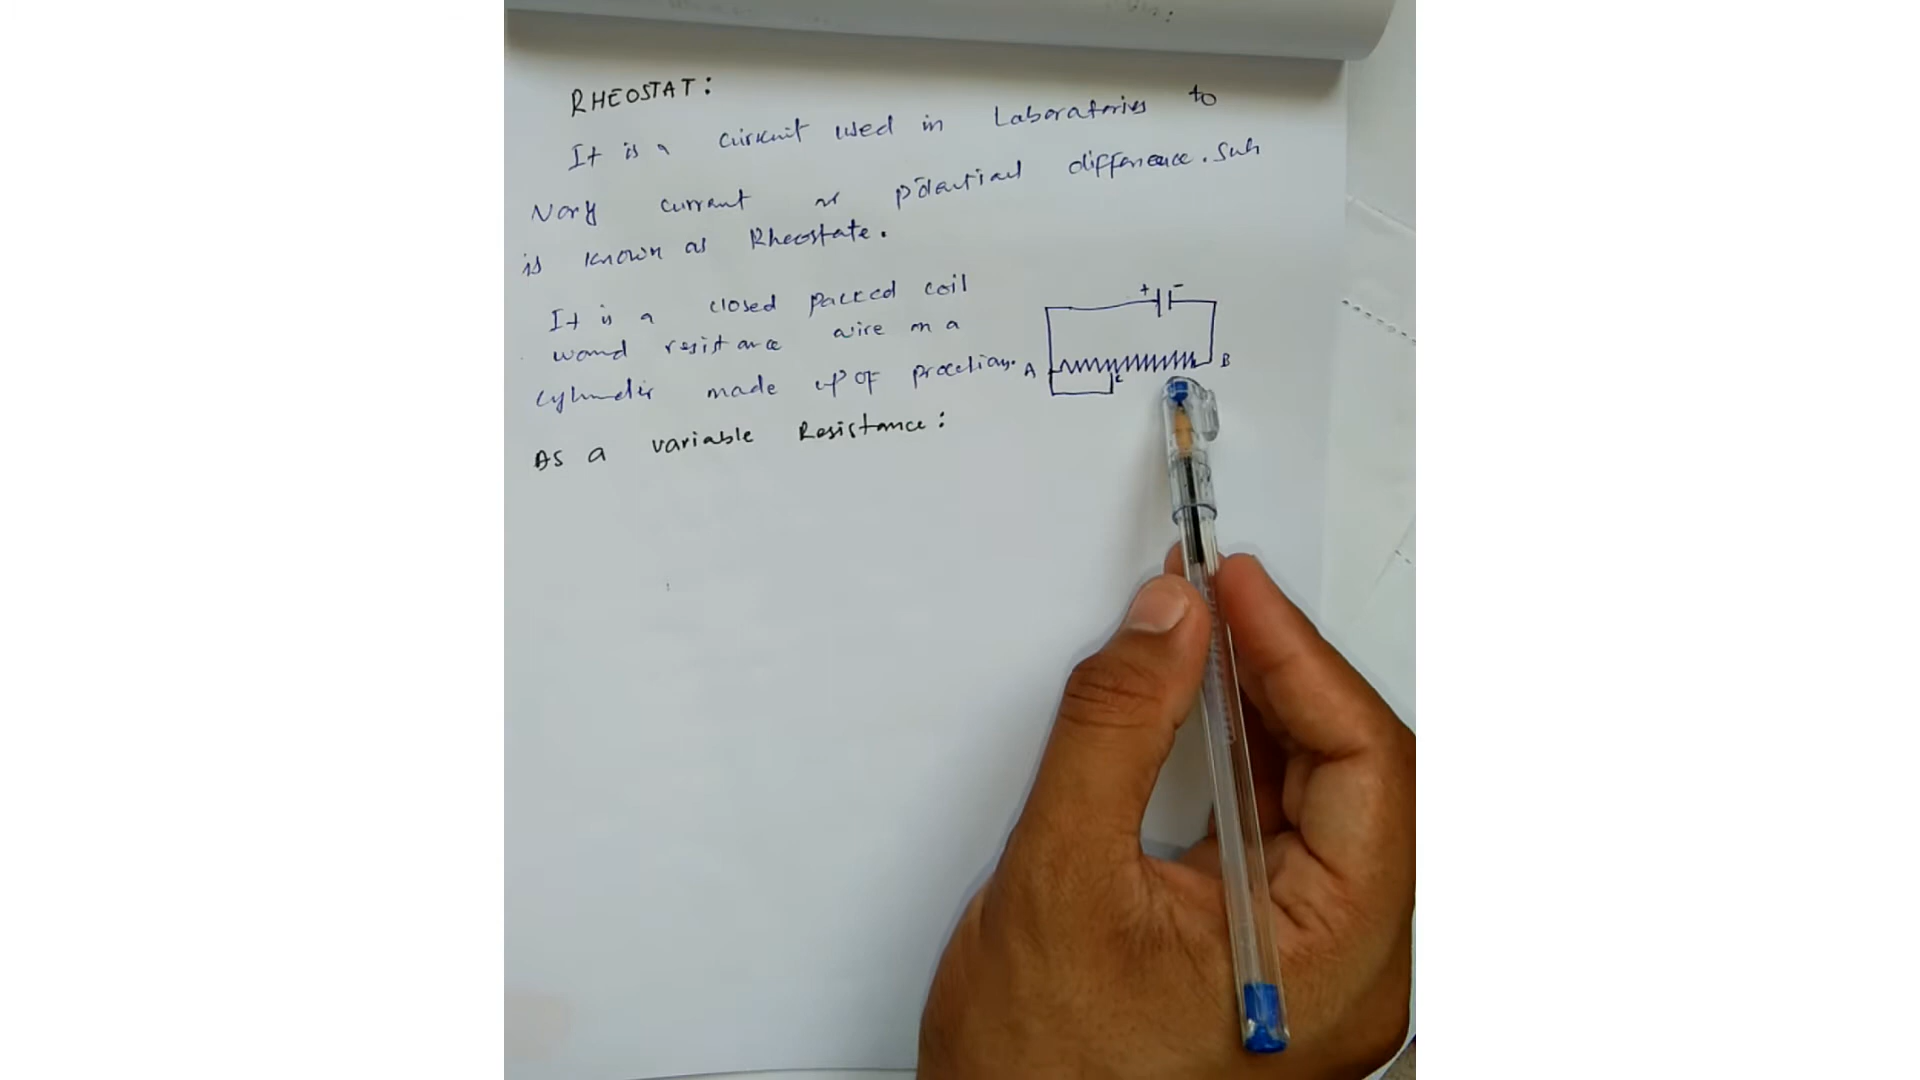 RHEOSTAT:
It is a circuit used in Laboratories to
Vary current or potential difference. Such
is known as Rheostate.
It is a closed packed coil
wound resistance wire on a
cylinder made up of procelian.
As a variable Resistance:
+ -
A B
c